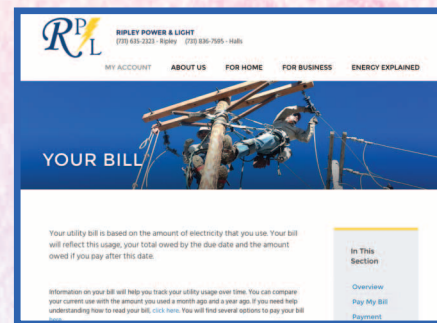 RPL
RIPLEY POWER & LIGHT
(731) 635-2323 - Ripley (731) 836-7595 - Halls
MY ACCOUNT ABOUT US FOR HOME FOR BUSINESS ENERGY EXPLAINED
YOUR BILL
Your utility bill is based on the amount of electricity that you use. Your bill
will reflect this usage, your total owed by the due date and the amount
owed if you pay after this date.
Information on your bill will help you track your utility usage over time. You can compare
your current use with the amount you used a month ago and a year ago. If you need help
understanding how to read your bill, click here. You will find several options to pay your bill
here.
In This
Section
Overview
Pay My Bill
Payment